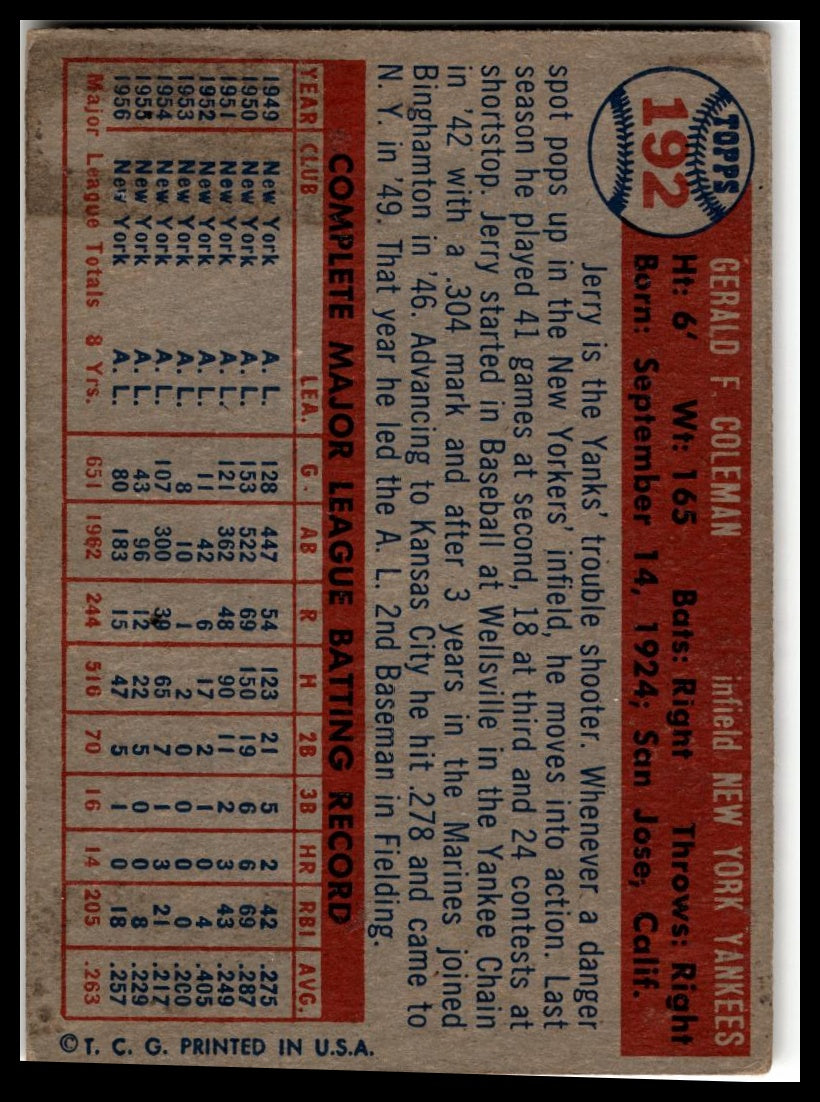 TOPPS
192
GERALD F. COLEMAN infield NEW YORK YANKEES
Ht: 6' Wt: 165 Bats: Right Throws: Right
Born: September 14, 1924; San Jose, Calif.
Jerry is the Yanks' trouble shooter. Whenever a danger
spot pops up in the New Yorkers' infield, he moves into action. Last
season he played 41 games at second, 18 at third and 24 contests at
shortstop. Jerry started in Baseball at Wellsville in the Yankee Chain
in '42 with a .304 mark and after 3 years in the Marines joined
Binghamton in '46. Advancing to Kansas City he hit .278 and came to
N. Y. in '49. That year he led the A. L. 2nd Baseman in Fielding.
COMPLETE MAJOR LEAGUE BATTING RECORD
YEAR CLUB LEA. G. AB R H 2B 3B HR RBI AVG.
1949 New York A. L. 128 447 54 123 21 5 2 42 .275
1950 New York A. L. 153 522 69 150 19 6 6 69 .287
1951 New York A. L. 121 362 48 90 11 2 3 43 .249
1952 New York A. L. 11 42 6 17 2 1 0 4 .405
1953 New York A. L. 8 10 1 2 0 0 0 0 .200
1954 New York A. L. 107 300 39 65 7 1 3 21 .217
1955 New York A. L. 43 96 12 22 5 0 0 8 .229
1956 New York A. L. 80 183 15 47 5 1 0 18 .257
Major League Totals 8 Yrs. 651 1962 244 516 70 16 14 205 .263
© T. C. G. PRINTED IN U.S.A.